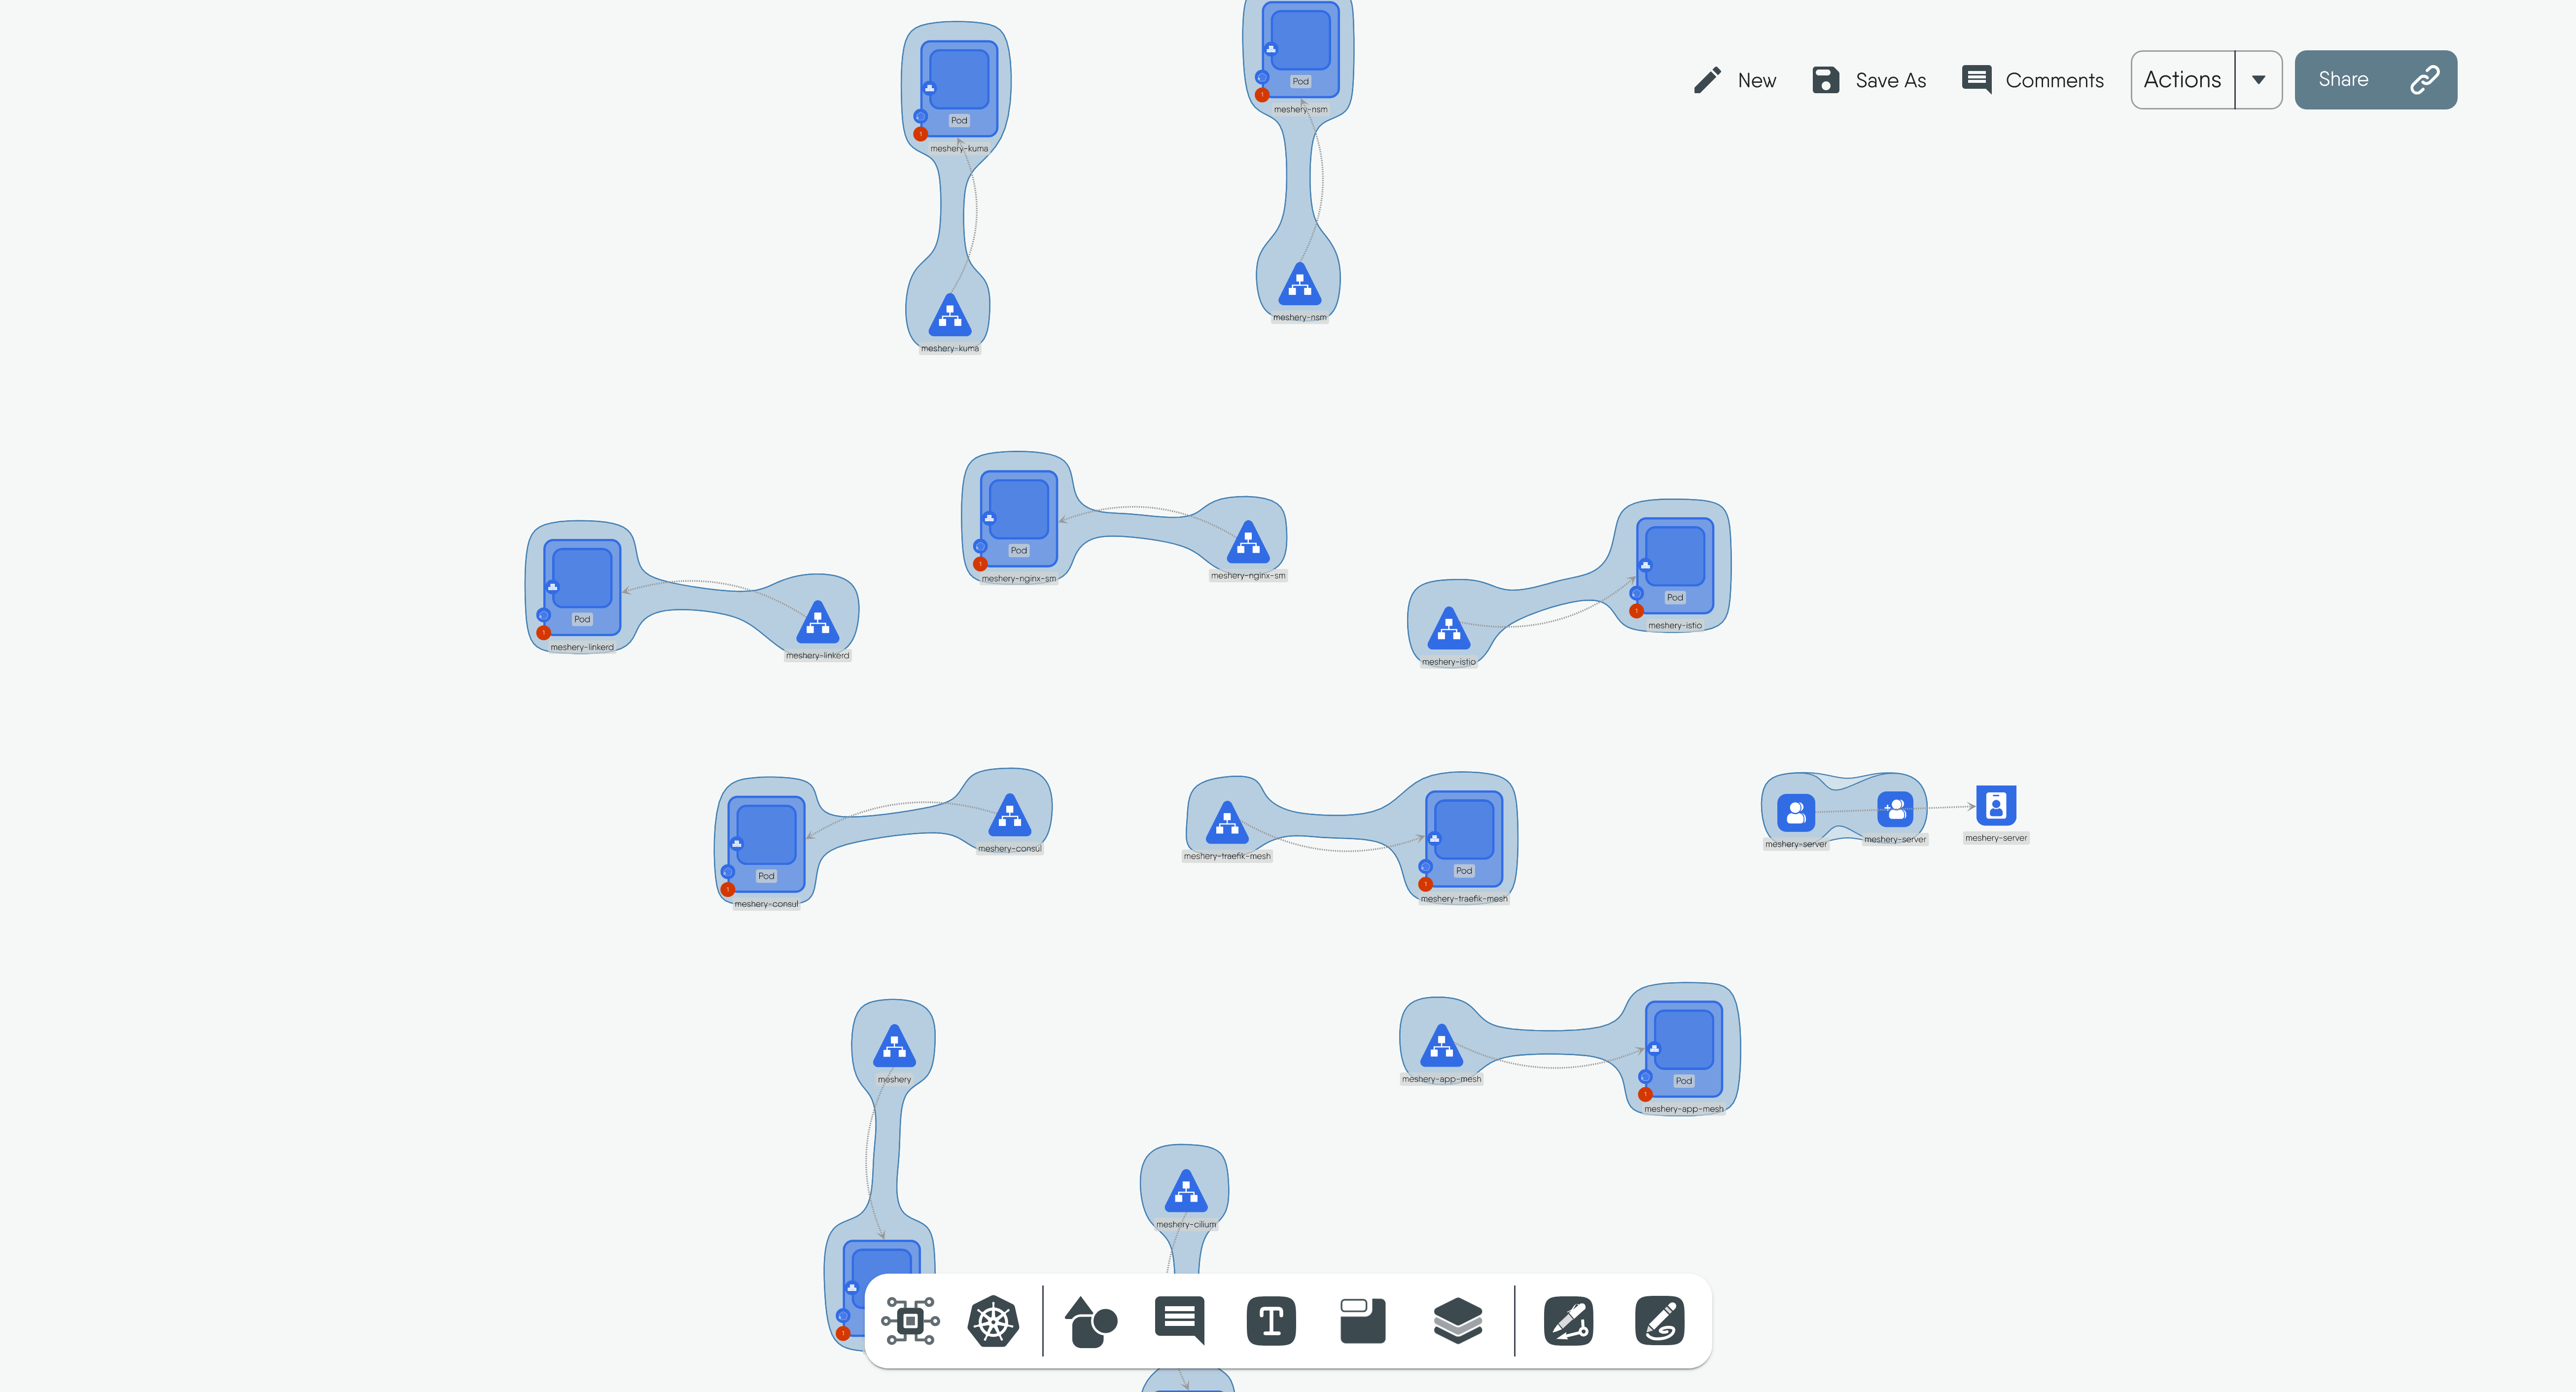 Pod
meshery-nsm
New
Save As
Comments
Actions
Share
Pod
meshery-kuma
meshery-nsm
meshery-kuma
Pod
meshery-nginx-sm
meshery-nginx-sm
Pod
meshery-istio
Pod
meshery-linkerd
meshery-linkerd
meshery-istio
meshery-server
meshery-server
meshery-server
meshery-consul
meshery-traefik-mesh
Pod
meshery-consul
Pod
meshery-traefik-mesh
meshery
meshery-app-mesh
Pod
meshery-app-mesh
meshery-cilium
T